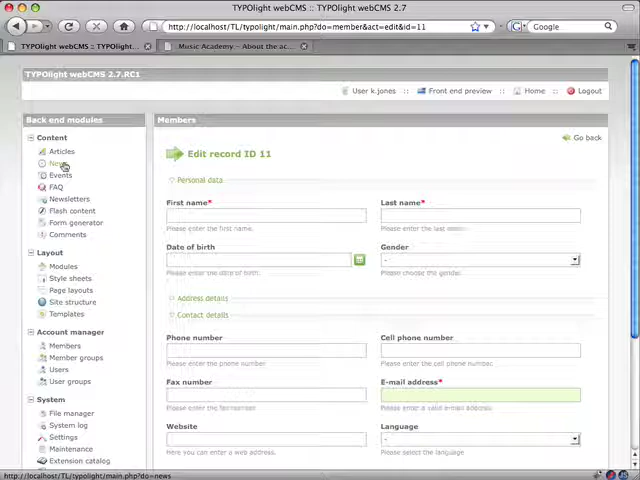 TYPOlight webCMS :: TYPOlight webCMS 2.7
http://localhost/TL/typolight/main.php?do=member&act=edit&id=11
Google
TYPOlight webCMS :: TYPOlight...
Music Academy – About the ac...
TYPOlight webCMS 2.7.RC1
User k.jones :: Front end preview :: Home :: Logout
Back end modules
Content
Articles
News
Events
FAQ
Newsletters
Flash content
Form generator
Comments
Layout
Modules
Style sheets
Page layouts
Site structure
Templates
Account manager
Members
Member groups
Users
User groups
System
File manager
System log
Settings
Maintenance
Extension catalog
Members
Go back
Edit record ID 11
Personal data
First name* Last name*
Please enter the first name. Please enter the last name.
Date of birth Gender
Please enter the date of birth. Please choose the gender.
Address details
Contact details
Phone number Cell phone number
Please enter the phone number. Please enter the cell phone number.
Fax number E-mail address*
Please enter the fax number. Please enter a valid e-mail address.
Website Language
Here you can enter a web address. Please select the language
http://localhost/TL/typolight/main.php?do=news